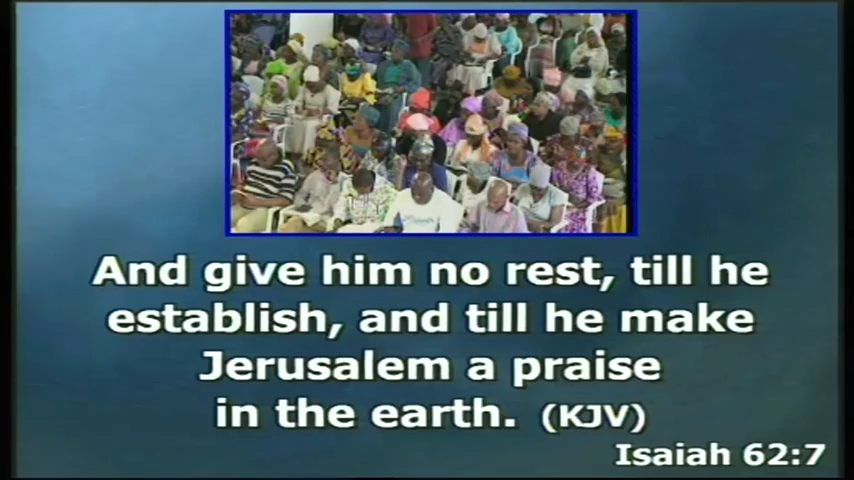 And give him no rest, till he
establish, and till he make
Jerusalem a praise
in the earth. (KJV)
Isaiah 62:7